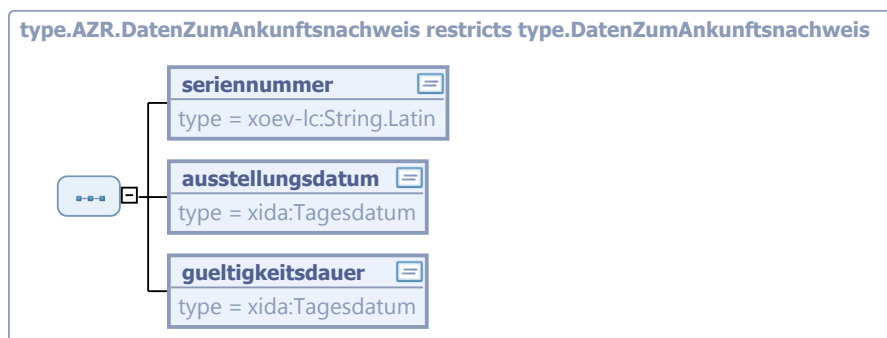 type.AZR.DatenZumAnkunftsnachweis restricts type.DatenZumAnkunftsnachweis
seriennummer
type = xoev-lc:String.Latin
ausstellungsdatum
type = xida:Tagesdatum
gueltigkeitsdauer
type = xida:Tagesdatum